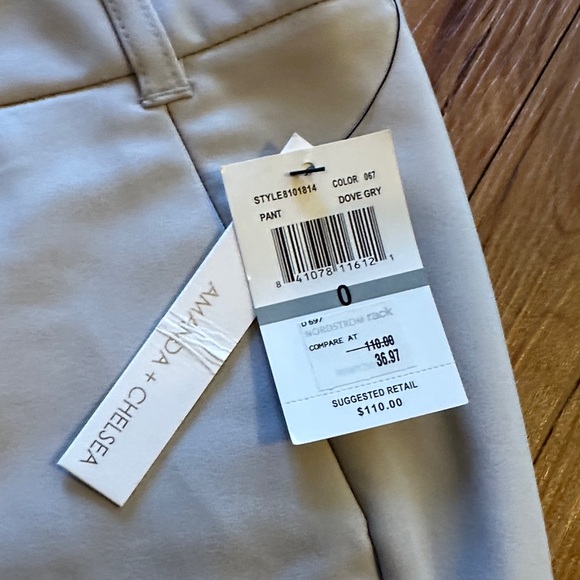 STYLE8101814 COLOR 067
PANT DOVE GRY
8 41078 11612 1
0
D 697
NORDSTROM rack
COMPARE AT 110.00
36.97
SUGGESTED RETAIL
$110.00
AMANDA + CHELSEA